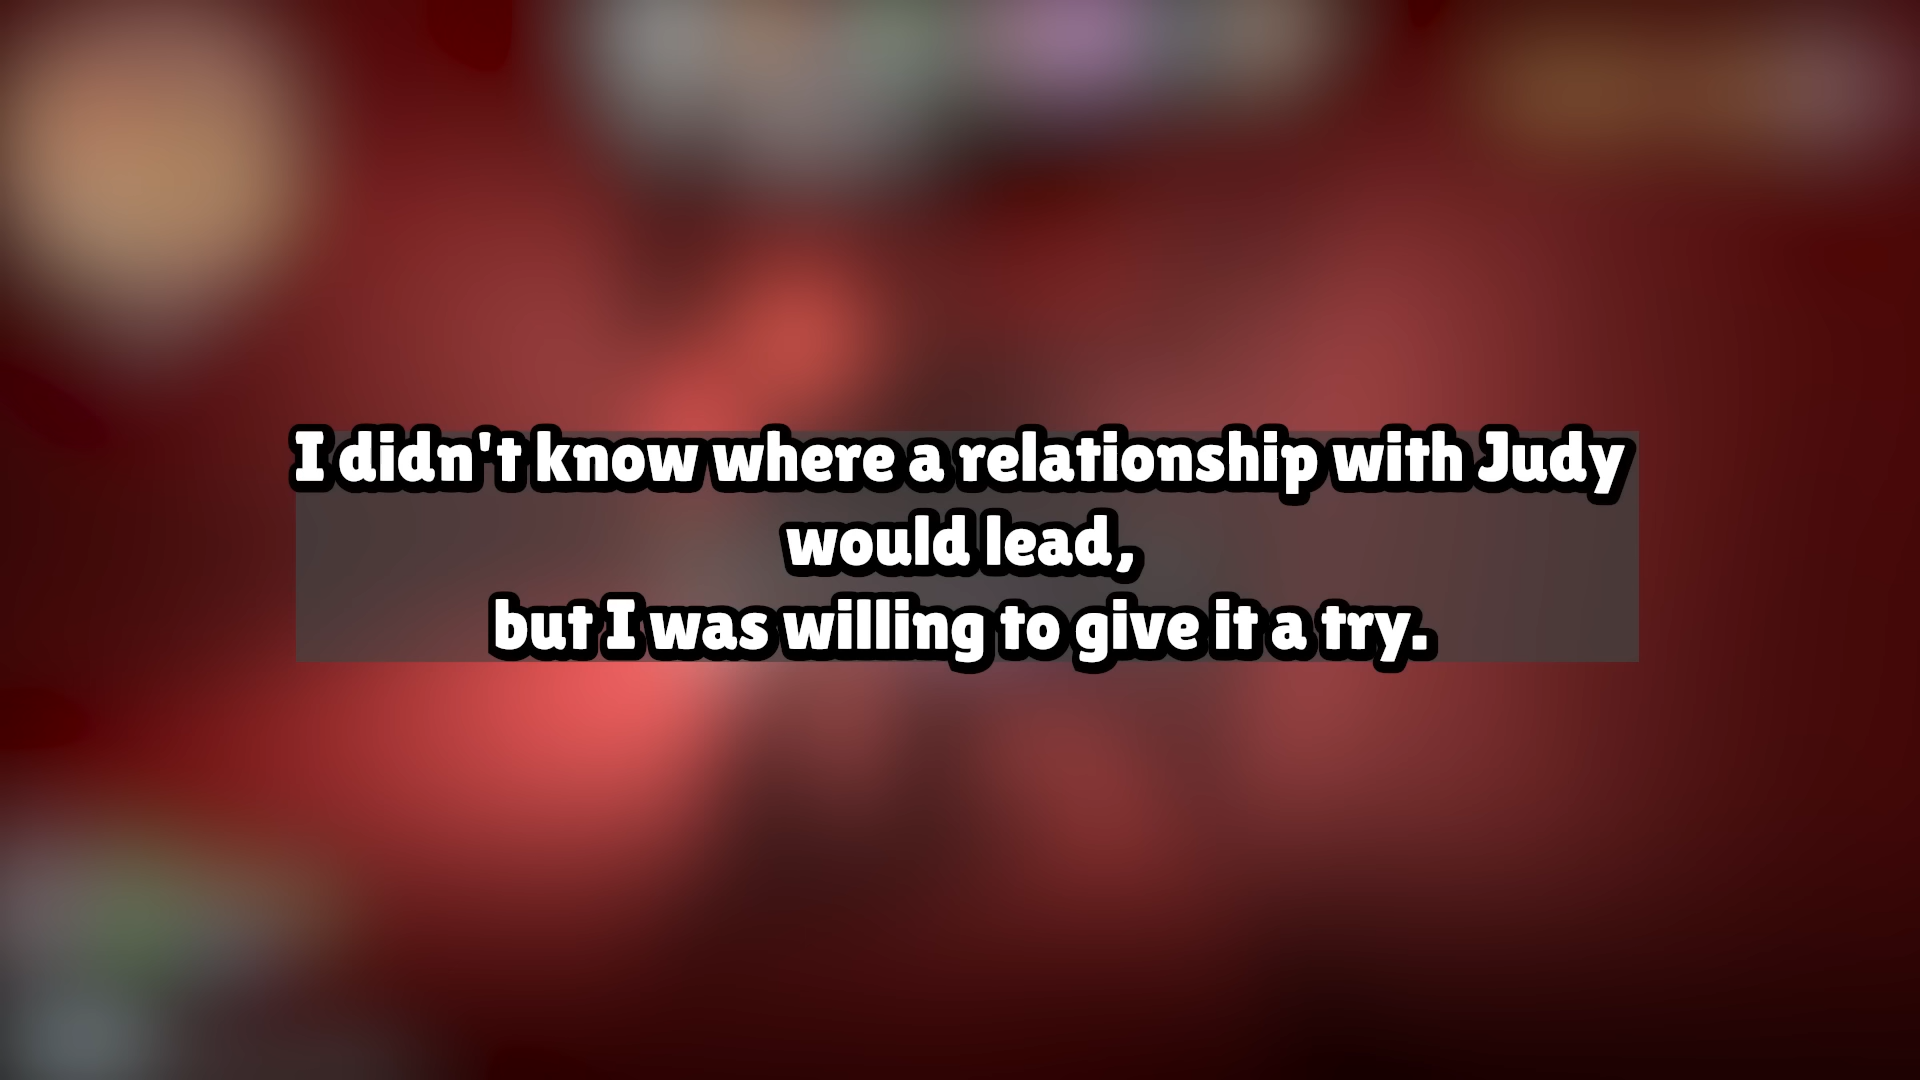 I didn't know where a relationship with Judy
would lead,
but I was willing to give it a try.